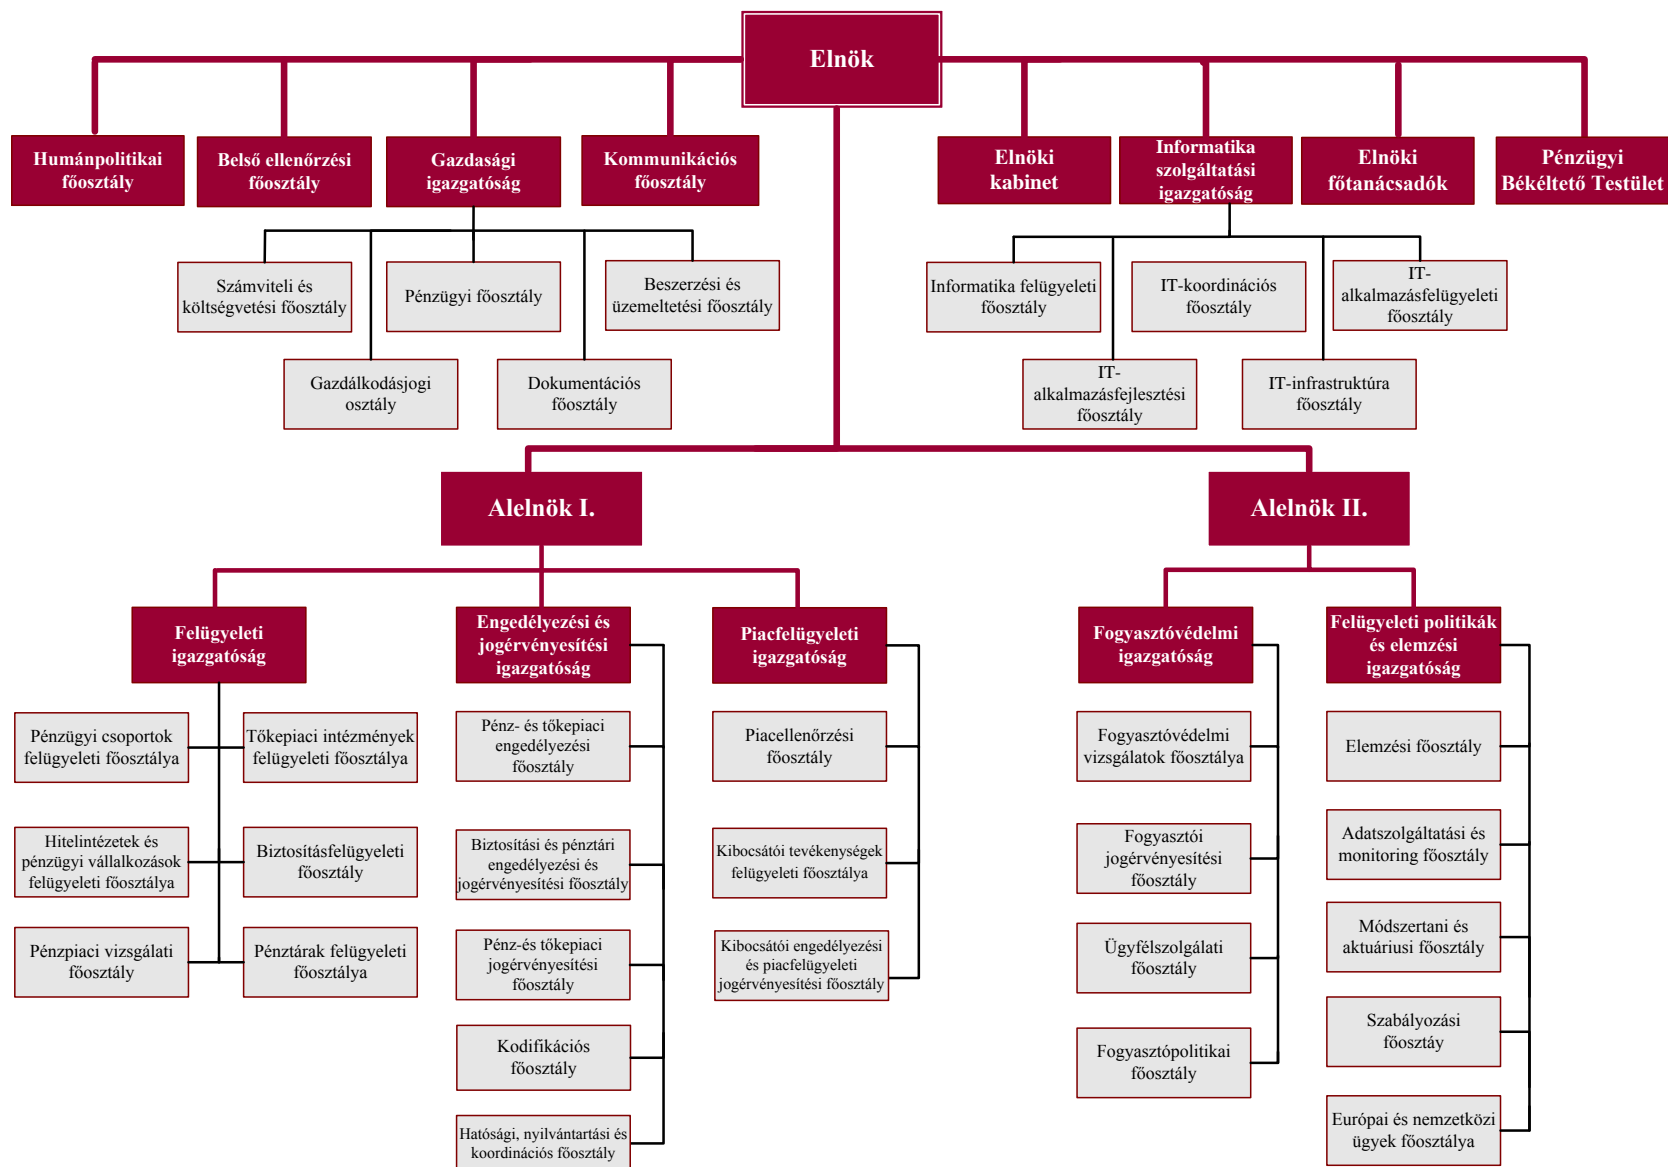 Elnök
Humánpolitikai
főosztály
Belső ellenőrzési
főosztály
Gazdasági
igazgatóság
Kommunikációs
főosztály
Elnöki
kabinet
Informatika
szolgáltatási
igazgatóság
Elnöki
főtanácsadók
Pénzügyi
Békéltető Testület
Számviteli és
költségvetési főosztály
Pénzügyi főosztály
Beszerzési és
üzemeltetési főosztály
Informatika felügyeleti
főosztály
IT-koordinációs
főosztály
IT-
alkalmazásfelügyeleti
főosztály
Gazdálkodásjogi
osztály
Dokumentációs
főosztály
IT-
alkalmazásfejlesztési
főosztály
IT-infrastruktúra
főosztály
Alelnök I.
Alelnök II.
Felügyeleti
igazgatóság
Engedélyezési és
jogérvényesítési
igazgatóság
Piacfelügyeleti
igazgatóság
Fogyasztóvédelmi
igazgatóság
Felügyeleti politikák
és elemzési
igazgatóság
Pénzügyi csoportok
felügyeleti főosztálya
Tőkepiaci intézmények
felügyeleti főosztálya
Pénz- és tőkepiaci
engedélyezési
főosztály
Piacellenőrzési
főosztály
Fogyasztóvédelmi
vizsgálatok főosztálya
Elemzési főosztály
Hitelintézetek és
pénzügyi vállalkozások
felügyeleti főosztálya
Biztosításfelügyeleti
főosztály
Biztosítási és pénztári
engedélyezési és
jogérvényesítési főosztály
Kibocsátói tevékenységek
felügyeleti főosztálya
Fogyasztói
jogérvényesítési
főosztály
Adatszolgáltatási és
monitoring főosztály
Pénzpiaci vizsgálati
főosztály
Pénztárak felügyeleti
főosztálya
Pénz-és tőkepiaci
jogérvényesítési
főosztály
Kibocsátói engedélyezési
és piacfelügyeleti
jogérvényesítési főosztály
Ügyfélszolgálati
főosztály
Módszertani és
aktuáriusi főosztály
Kodifikációs
főosztály
Fogyasztópolitikai
főosztály
Szabályozási
főosztáy
Hatósági, nyilvántartási és
koordinációs főosztály
Európai és nemzetközi
ügyek főosztálya